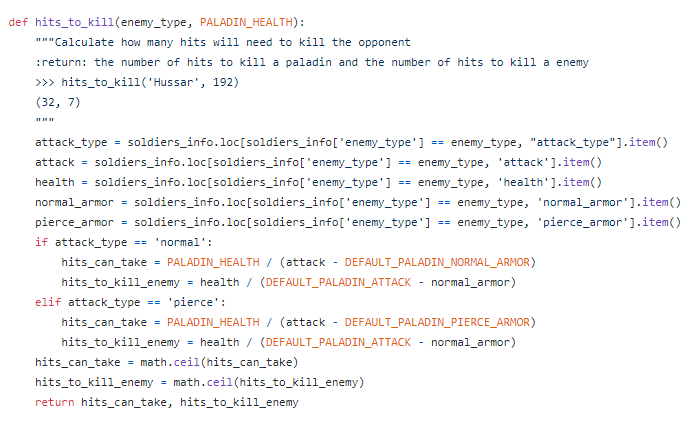 def hits_to_kill(enemy_type, PALADIN_HEALTH):
    """Calculate how many hits will need to kill the opponent
    :return: the number of hits to kill a paladin and the number of hits to kill a enemy
    >>> hits_to_kill('Hussar', 192)
    (32, 7)
    """
    attack_type = soldiers_info.loc[soldiers_info['enemy_type'] == enemy_type, "attack_type"].item()
    attack = soldiers_info.loc[soldiers_info['enemy_type'] == enemy_type, 'attack'].item()
    health = soldiers_info.loc[soldiers_info['enemy_type'] == enemy_type, 'health'].item()
    normal_armor = soldiers_info.loc[soldiers_info['enemy_type'] == enemy_type, 'normal_armor'].item()
    pierce_armor = soldiers_info.loc[soldiers_info['enemy_type'] == enemy_type, 'pierce_armor'].item()
    if attack_type == 'normal':
        hits_can_take = PALADIN_HEALTH / (attack - DEFAULT_PALADIN_NORMAL_ARMOR)
        hits_to_kill_enemy = health / (DEFAULT_PALADIN_ATTACK - normal_armor)
    elif attack_type == 'pierce':
        hits_can_take = PALADIN_HEALTH / (attack - DEFAULT_PALADIN_PIERCE_ARMOR)
        hits_to_kill_enemy = health / (DEFAULT_PALADIN_ATTACK - normal_armor)
    hits_can_take = math.ceil(hits_can_take)
    hits_to_kill_enemy = math.ceil(hits_to_kill_enemy)
    return hits_can_take, hits_to_kill_enemy